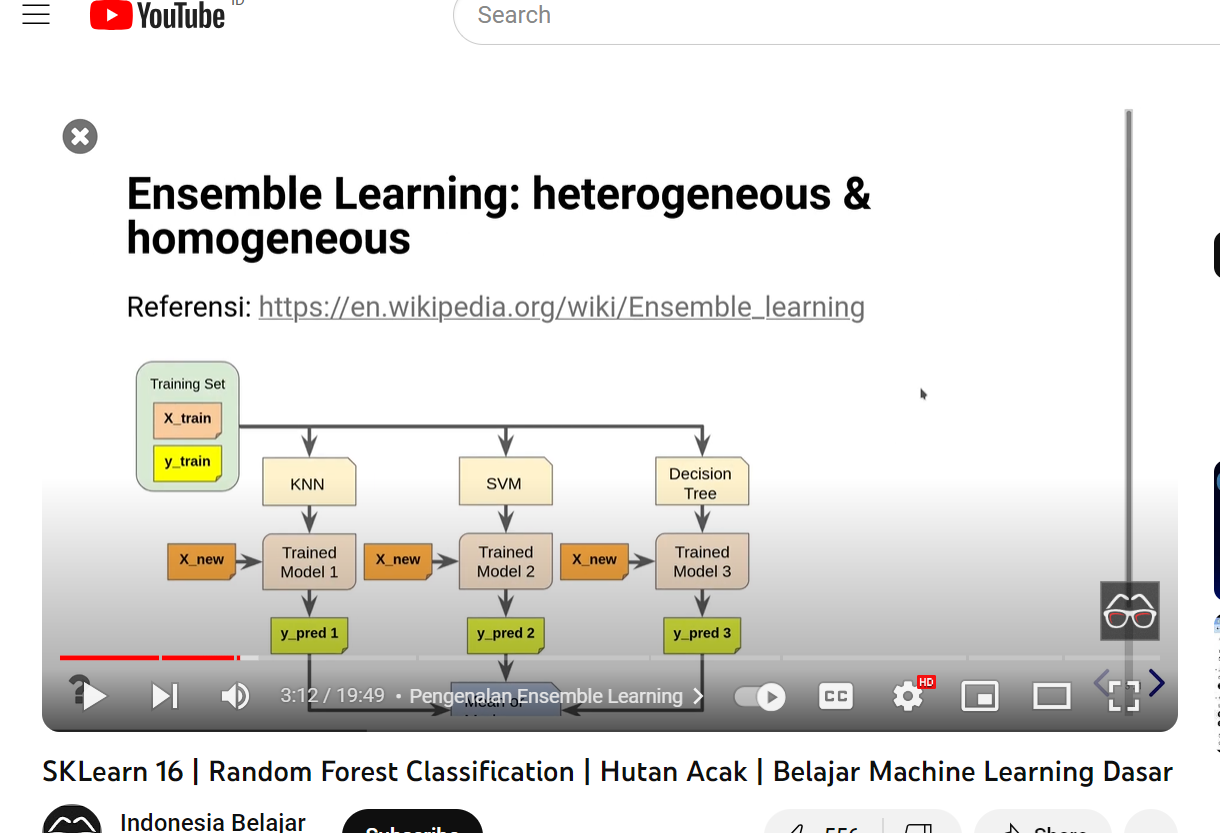 YouTube ID
Search
Ensemble Learning: heterogeneous &
homogeneous
Referensi: https://en.wikipedia.org/wiki/Ensemble_learning
Training Set
X_train
y_train
KNN
SVM
Decision
Tree
X_new
Trained
Model 1
X_new
Trained
Model 2
X_new
Trained
Model 3
y_pred 1
y_pred 2
y_pred 3
Mean or
3:12 / 19:49 • Pengenalan Ensemble Learning
CC
HD
SKLearn 16 | Random Forest Classification | Hutan Acak | Belajar Machine Learning Dasar
Indonesia Belajar
Subscribe
556
Share